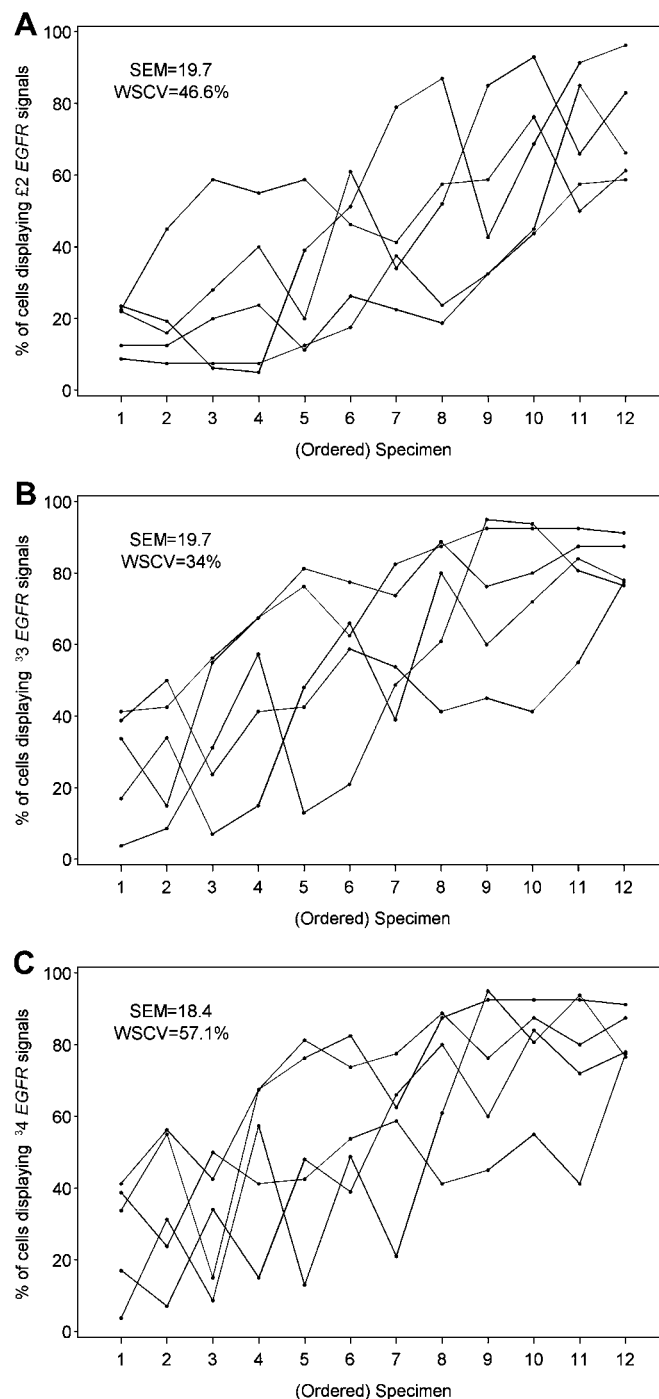 A
100
80
60
40
20
0
% of cells displaying £2 EGFR signals
SEM=19.7
WSCV=46.6%
1 2 3 4 5 6 7 8 9 10 11 12
(Ordered) Specimen
B
100
80
60
40
20
0
% of cells displaying ³3 EGFR signals
SEM=19.7
WSCV=34%
1 2 3 4 5 6 7 8 9 10 11 12
(Ordered) Specimen
C
100
80
60
40
20
0
% of cells displaying ³4 EGFR signals
SEM=18.4
WSCV=57.1%
1 2 3 4 5 6 7 8 9 10 11 12
(Ordered) Specimen